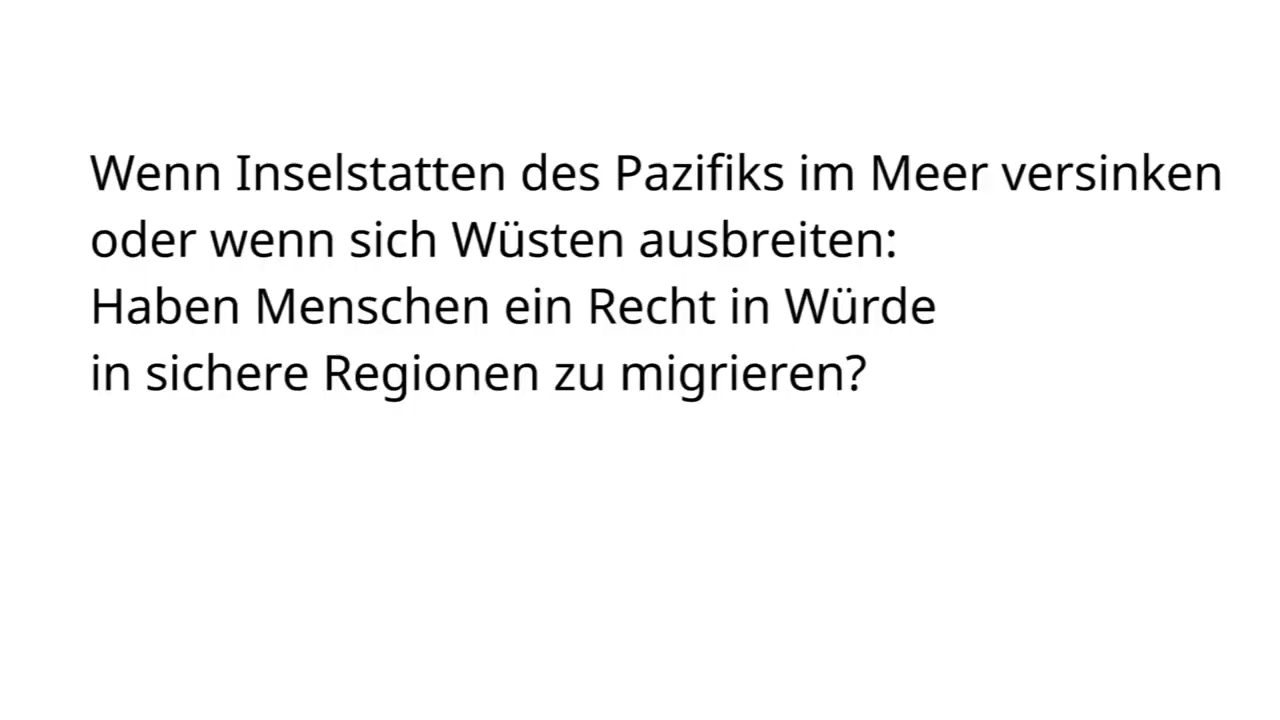 Wenn Inselstatten des Pazifiks im Meer versinken
oder wenn sich Wüsten ausbreiten:
Haben Menschen ein Recht in Würde
in sichere Regionen zu migrieren?